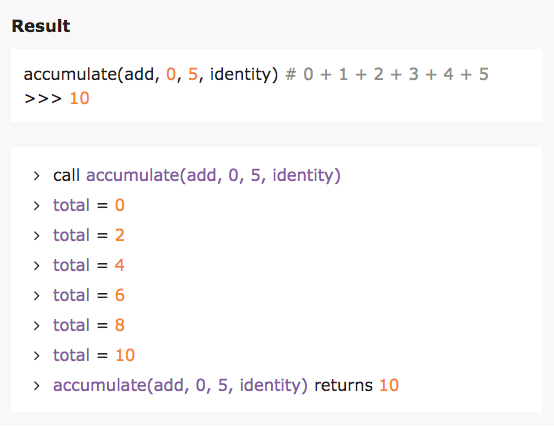 Result
accumulate(add, 0, 5, identity) # 0 + 1 + 2 + 3 + 4 + 5
>>> 10
> call accumulate(add, 0, 5, identity)
> total = 0
> total = 2
> total = 4
> total = 6
> total = 8
> total = 10
> accumulate(add, 0, 5, identity) returns 10